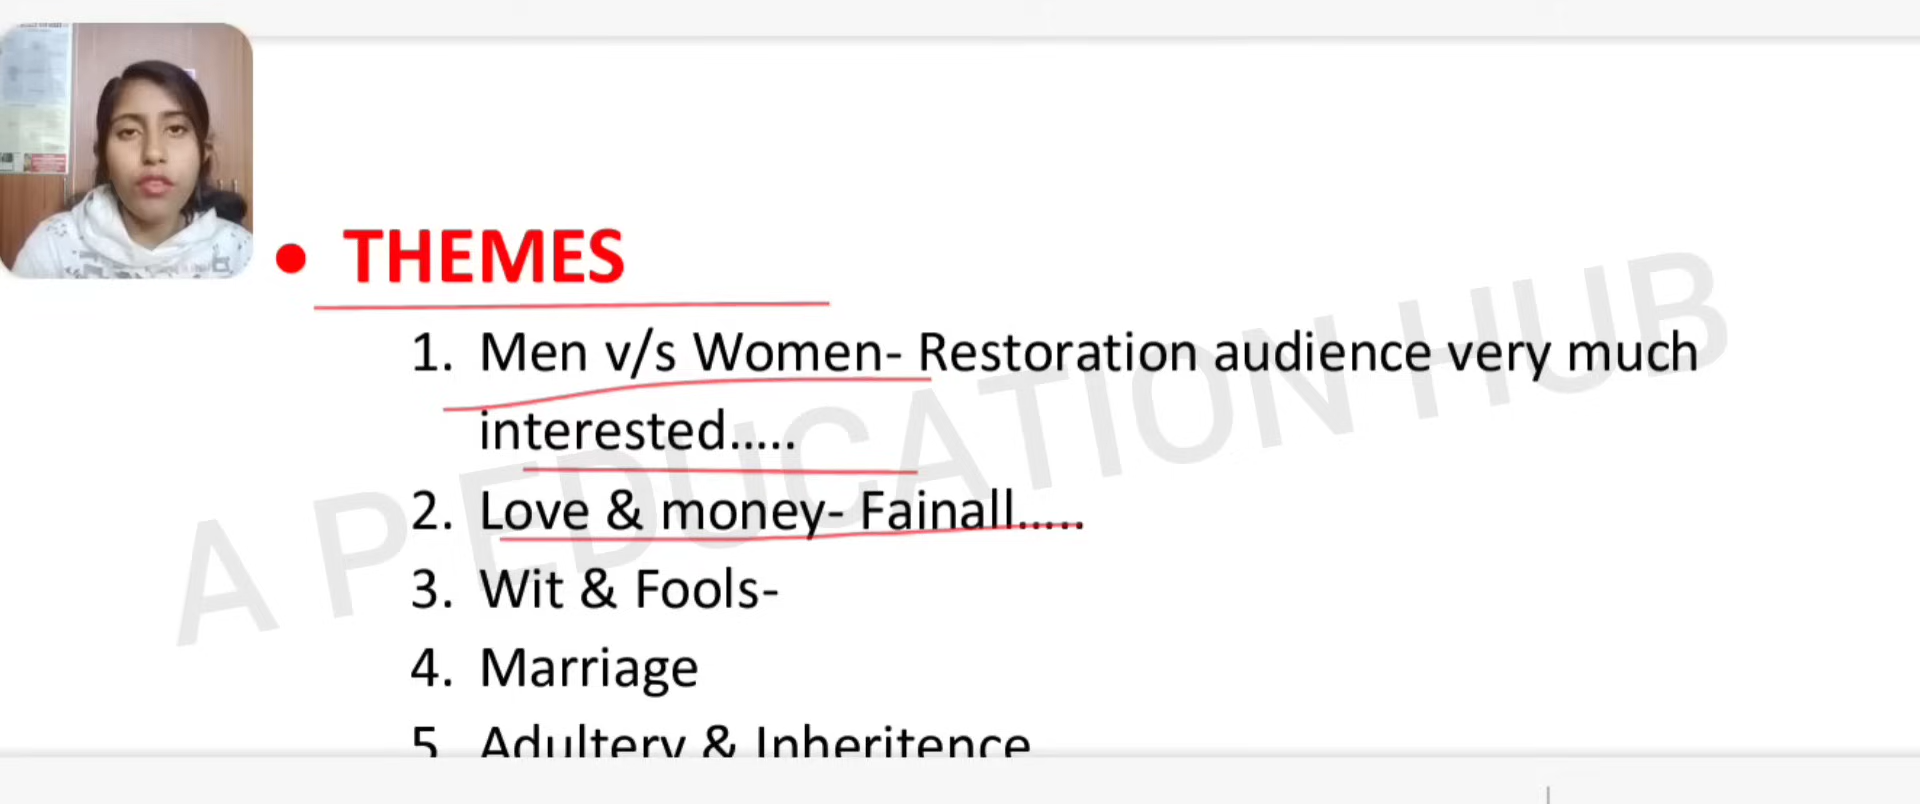 • THEMES
1. Men v/s Women- Restoration audience very much
interested.....
2. Love & money- Fainall.....
3. Wit & Fools-
4. Marriage
5 Adultery & Inheritence
A P EDUCATION HUB